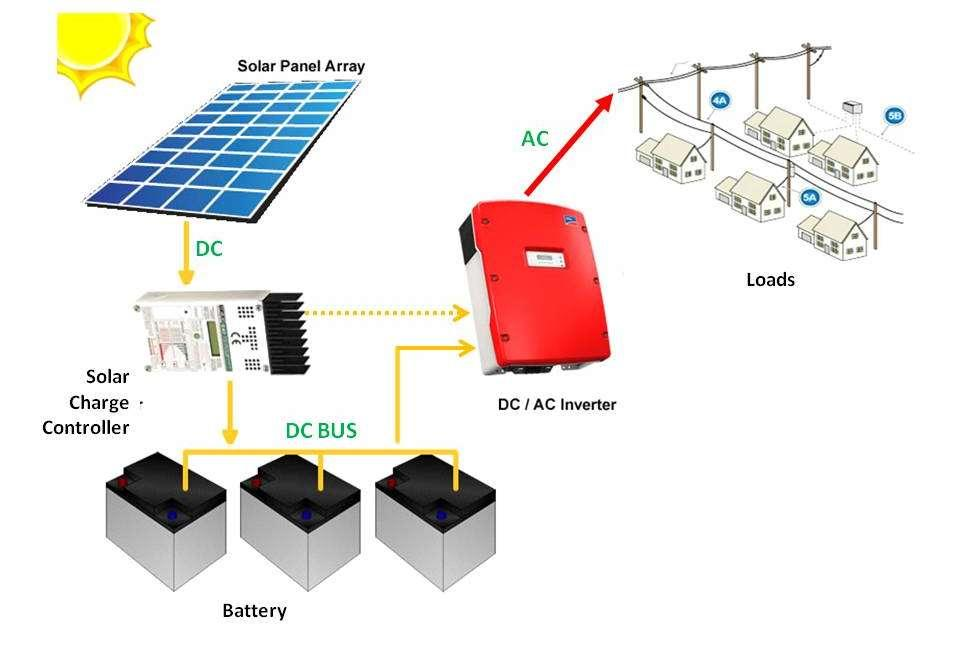 Solar Panel Array
AC
4A
5B
DC
5A
Loads
Solar
Charge
Controller
DC / AC Inverter
DC BUS
Battery